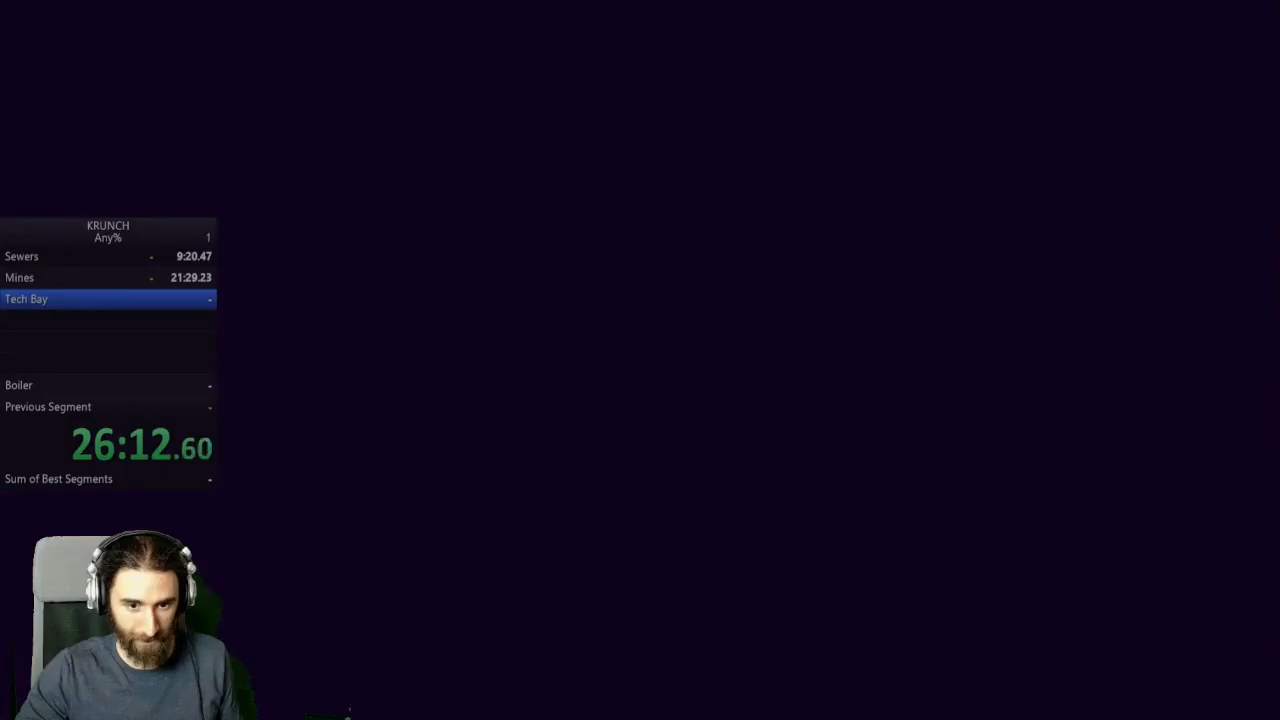 KRUNCH
Any% 1
Sewers - 9:20.47
Mines - 21:29.23
Tech Bay -
Boiler -
Previous Segment -
26:12.60
Sum of Best Segments -